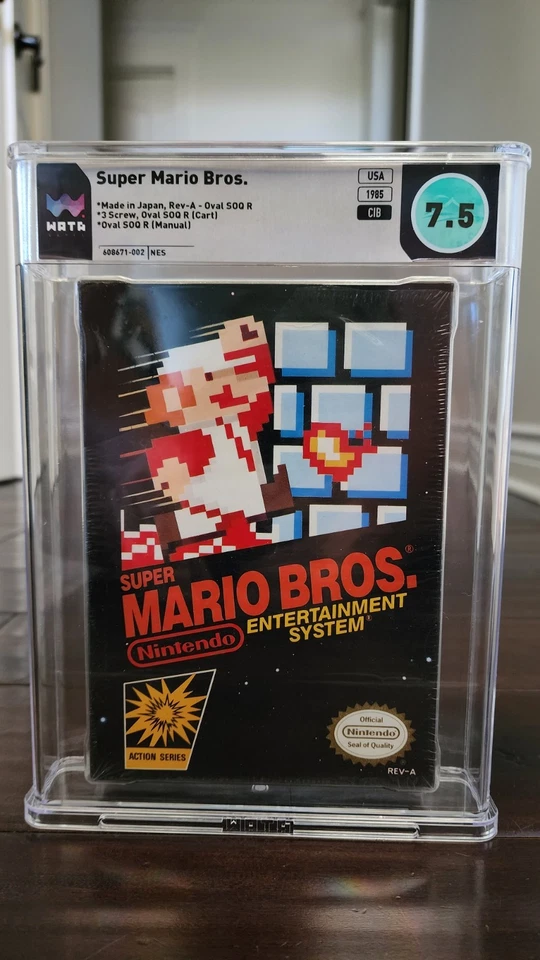 Super Mario Bros.
*Made in Japan, Rev-A - Oval SOQ R
*3 Screw, Oval SOQ R (Cart)
*Oval SOQ R (Manual)
WATA
608671-002 | NES
USA
1985
CIB
7.5
SUPER
MARIO BROS.®
Nintendo®
ENTERTAINMENT
SYSTEM
ACTION SERIES
Official
Nintendo
Seal of Quality
REV-A
WATA